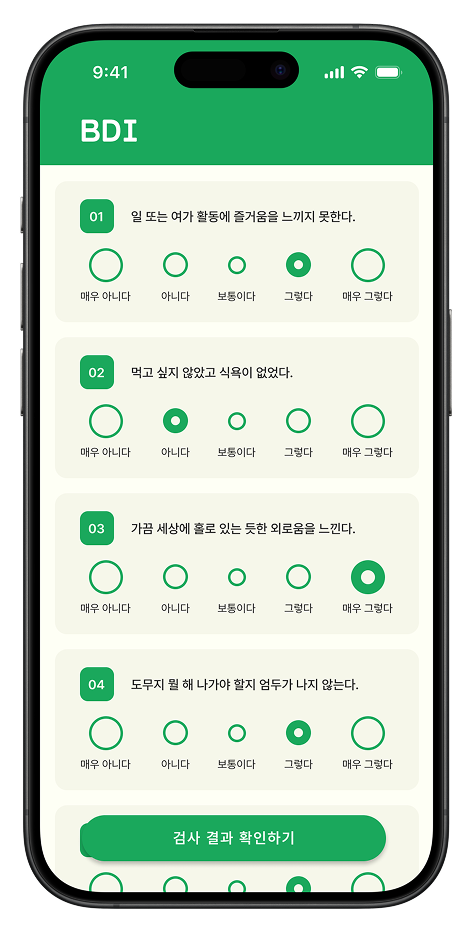 9:41
BDI
01 일 또는 여가 활동에 즐거움을 느끼지 못한다.
매우 아니다 아니다 보통이다 그렇다 매우 그렇다
02 먹고 싶지 않았고 식욕이 없었다.
매우 아니다 아니다 보통이다 그렇다 매우 그렇다
03 가끔 세상에 홀로 있는 듯한 외로움을 느낀다.
매우 아니다 아니다 보통이다 그렇다 매우 그렇다
04 도무지 뭘 해 나가야 할지 엄두가 나지 않는다.
매우 아니다 아니다 보통이다 그렇다 매우 그렇다
검사 결과 확인하기